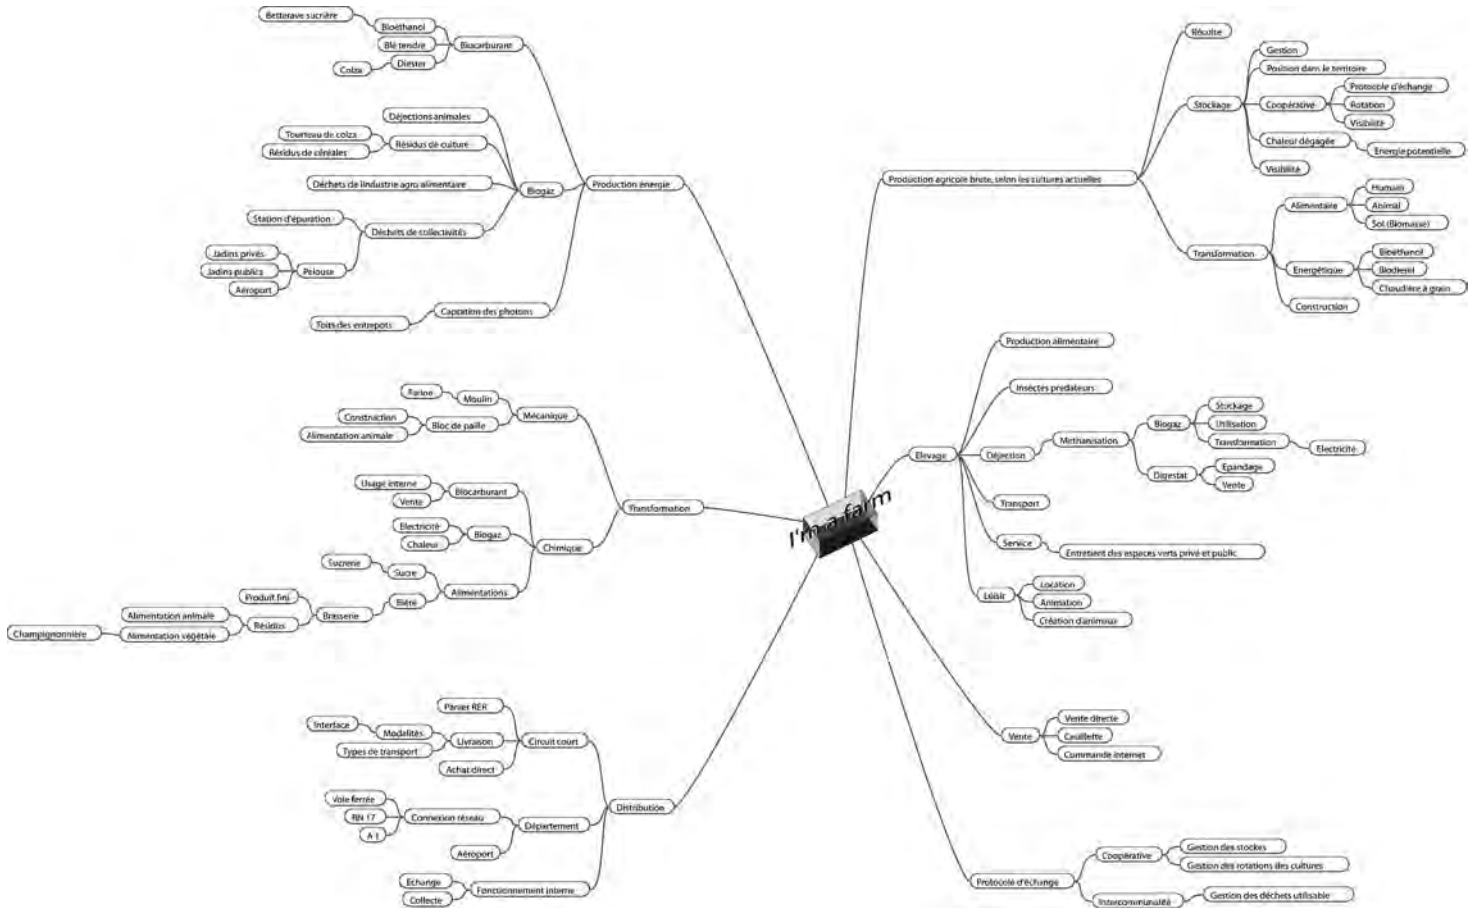 Betterave sucrière
Bioéthanol
Blé tendre
Biocarburant
Diester
Colza
Déjections animales
Tourteau de colza
Résidus de culture
Résidus de céréales
Déchets de lindustrie agro alimentaire
Biogaz
Production énergie
Station d'épuration
Déchets de collectivités
Jadins privés
Jadins publics
Pelouse
Aéroport
Captation des photons
Toits des entrepots
Farine
Moulin
Mécanique
Construction
Bloc de paille
Alimentation animale
Usage interne
Biocarburant
Vente
Transformation
Electricité
Biogaz
Chaleur
Chimique
Sucrerie
Sucre
Alimentations
Produit fini
Bière
Brasserie
Alimentation animale
Résidus
Champignonnière
Alimentation végétale
Panier RER
Interface
Modalités
Livraison
Circuit court
Types de transport
Achat direct
Distribution
Voie ferrée
RN 17
Connexion réseau
A 1
Département
Aéroport
Echange
Fonctionnement interne
Collecte
I'm a farm
Récolte
Gestion
Position dans le territoire
Stockage
Coopérative
Protocole d'échange
Rotation
Visibilité
Chaleur dégagée
Energie potentielle
Visibilité
Production agricole brute, selon les cultures actuelles
Alimentaire
Humain
Animal
Sol (Biomasse)
Transformation
Energétique
Bioéthanol
Biodiesel
Chaudière à grain
Construction
Production alimentaire
Insectes prédateurs
Elevage
Déjection
Méthanisation
Biogaz
Stockage
Utilisation
Transformation
Electricité
Digestat
Epandage
Vente
Transport
Service
Entretient des espaces verts privé et public
Loisir
Location
Animation
Création d'animaux
Vente
Vente directe
Cueillette
Commande internet
Protocole d'échange
Coopérative
Gestion des stockes
Gestion des rotations des cultures
Intercommunalité
Gestion des déchets utilisable